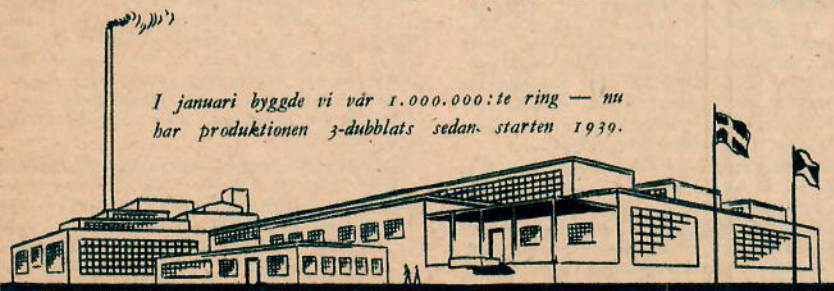 I januari byggde vi vår 1.000.000:te ring — nu
har produktionen 3-dubblats sedan starten 1939.